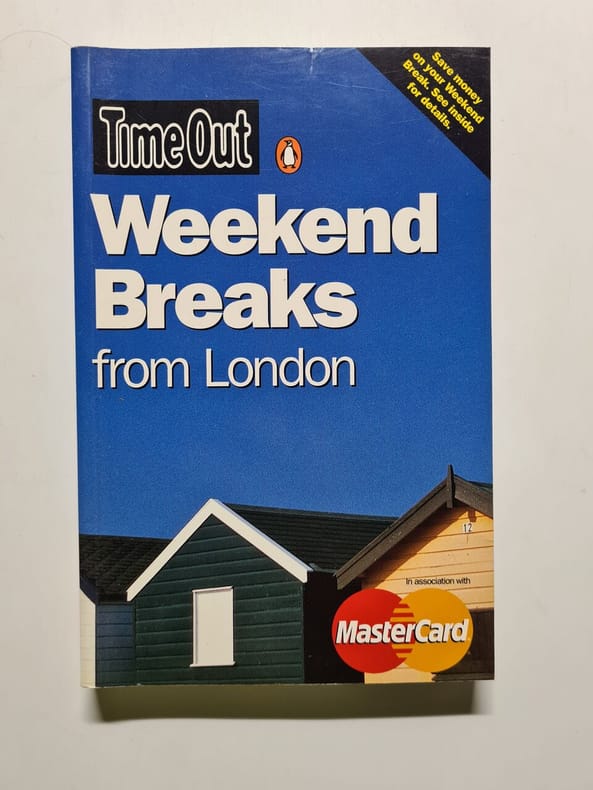 Save money
on your Weekend
Break. See inside
for details.
Time Out
Weekend
Breaks
from London
12
In association with
MasterCard